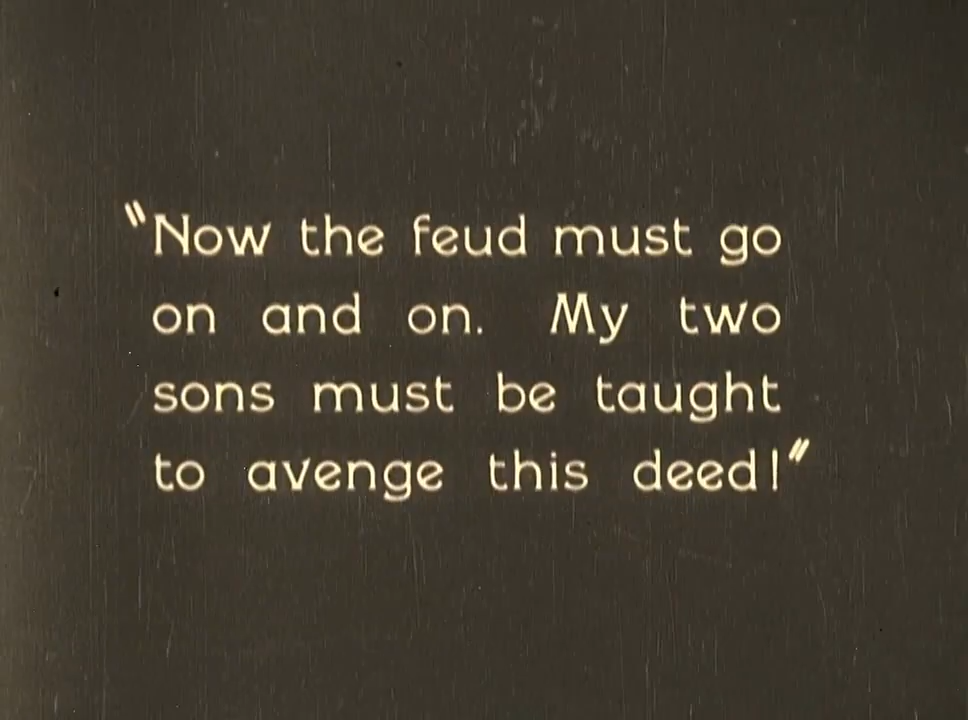 "Now the feud must go
on and on. My two
sons must be taught
to avenge this deed!"